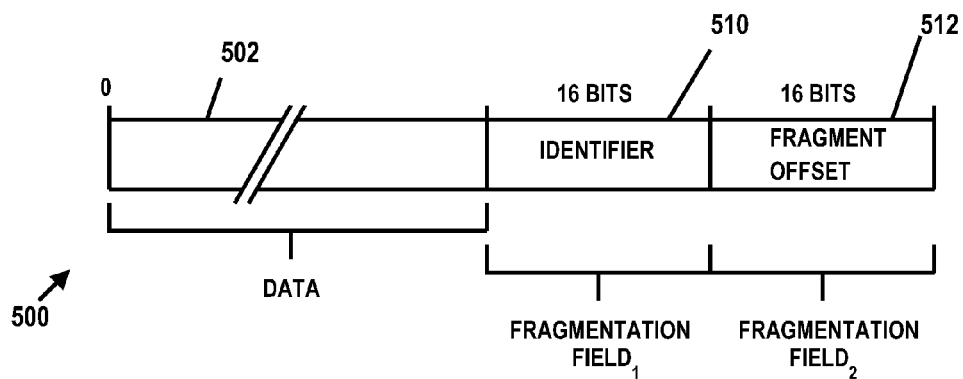 502
510
512
0
16 BITS
16 BITS
IDENTIFIER
FRAGMENT
OFFSET
DATA
500
FRAGMENTATION
FIELD1
FRAGMENTATION
FIELD2